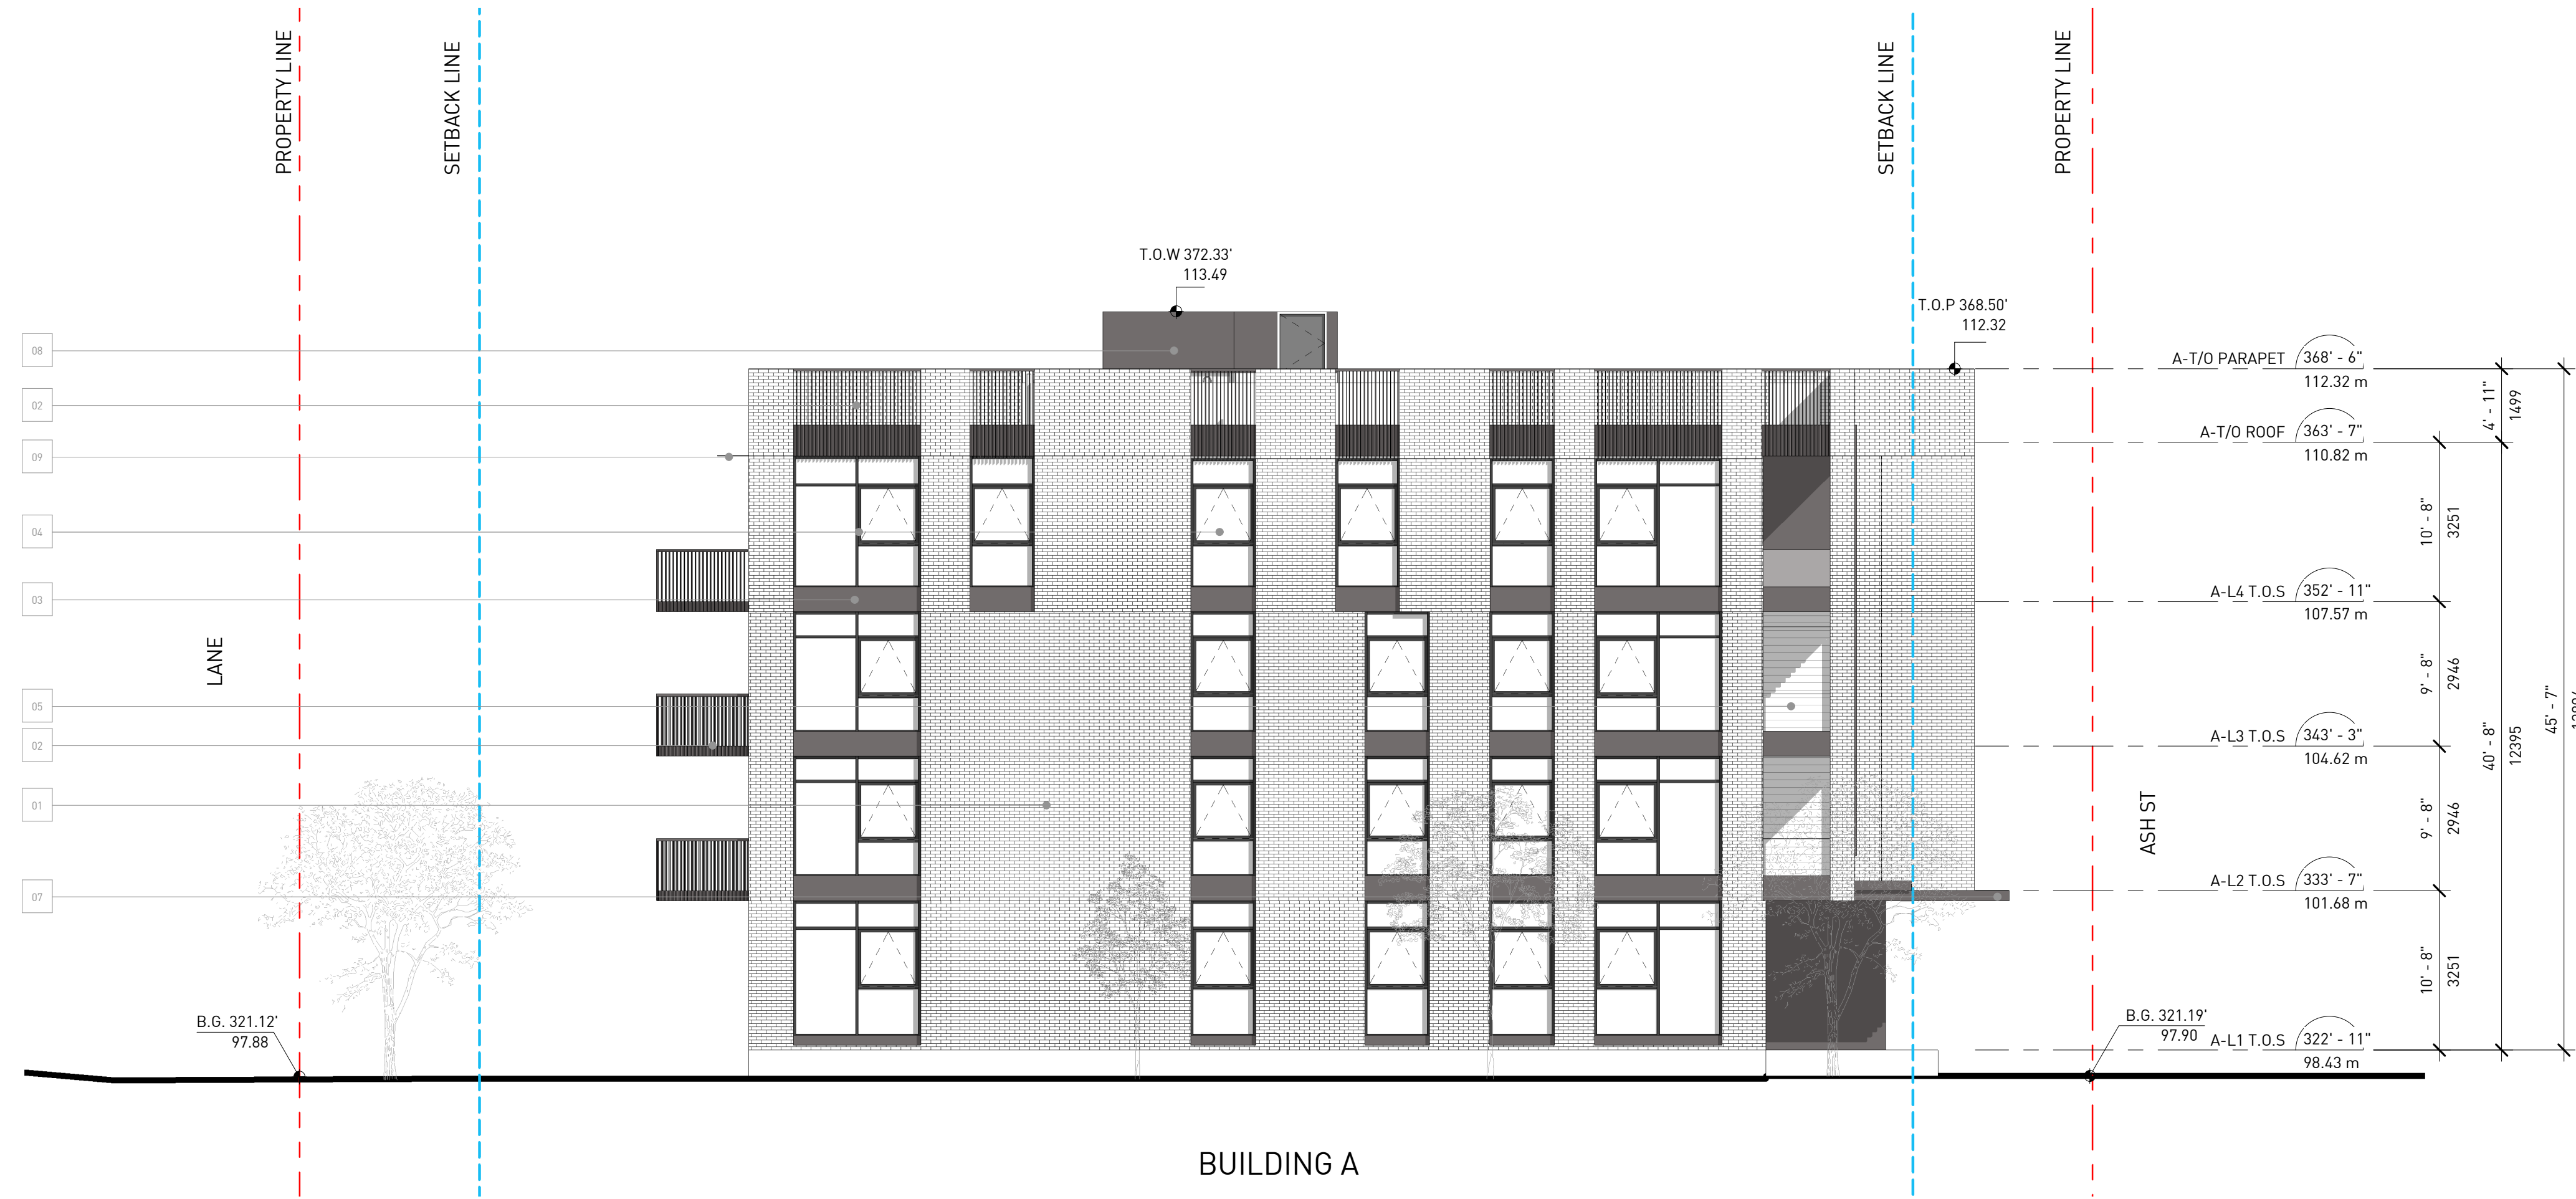 PROPERTY LINE
SETBACK LINE
SETBACK LINE
PROPERTY LINE
T.O.W 372.33'
113.49
T.O.P 368.50'
112.32
08
02
09
04
03
05
02
01
07
LANE
ASH ST
A-T/O PARAPET 368' - 6"
112.32 m
A-T/O ROOF 363' - 7"
110.82 m
A-L4 T.O.S 352' - 11"
107.57 m
A-L3 T.O.S 343' - 3"
104.62 m
A-L2 T.O.S 333' - 7"
101.68 m
A-L1 T.O.S 322' - 11"
98.43 m
4' - 11"
1499
10' - 8"
3251
9' - 8"
2946
9' - 8"
2946
10' - 8"
3251
40' - 8"
12395
45' - 7"
B.G. 321.12'
97.88
B.G. 321.19'
97.90
BUILDING A